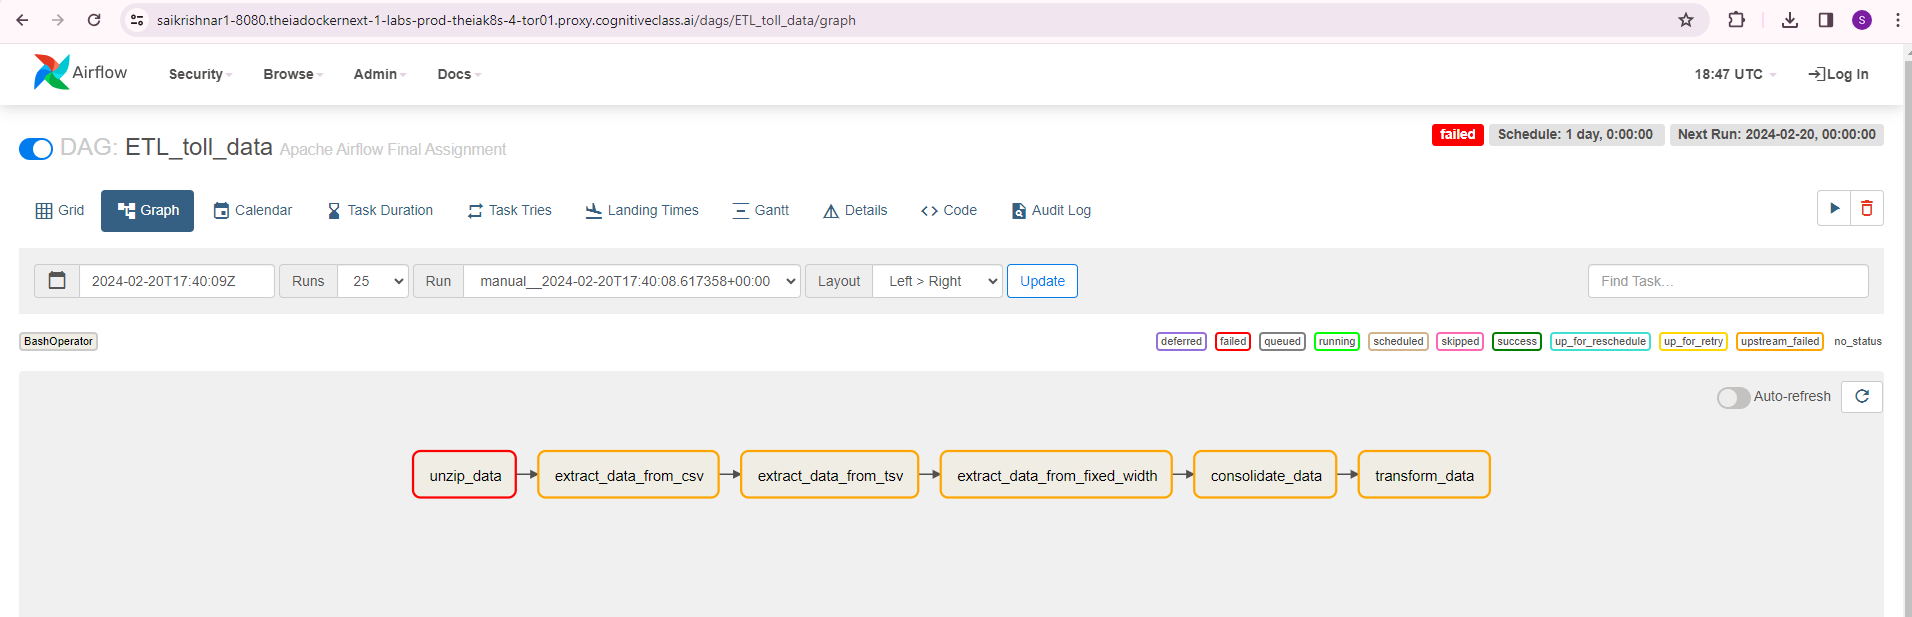 saikrishnar1-8080.theiadockernext-1-labs-prod-theiak8s-4-tor01.proxy.cognitiveclass.ai/dags/ETL_toll_data/graph
S
Airflow Security Browse Admin Docs 18:47 UTC Log In
DAG: ETL_toll_data Apache Airflow Final Assignment
failed Schedule: 1 day, 0:00:00 Next Run: 2024-02-20, 00:00:00
Grid Graph Calendar Task Duration Task Tries Landing Times Gantt Details Code Audit Log
2024-02-20T17:40:09Z Runs 25 Run manual__2024-02-20T17:40:08.617358+00:00 Layout Left > Right Update Find Task...
BashOperator deferred failed queued running scheduled skipped success up_for_reschedule up_for_retry upstream_failed no_status
Auto-refresh
unzip_data extract_data_from_csv extract_data_from_tsv extract_data_from_fixed_width consolidate_data transform_data